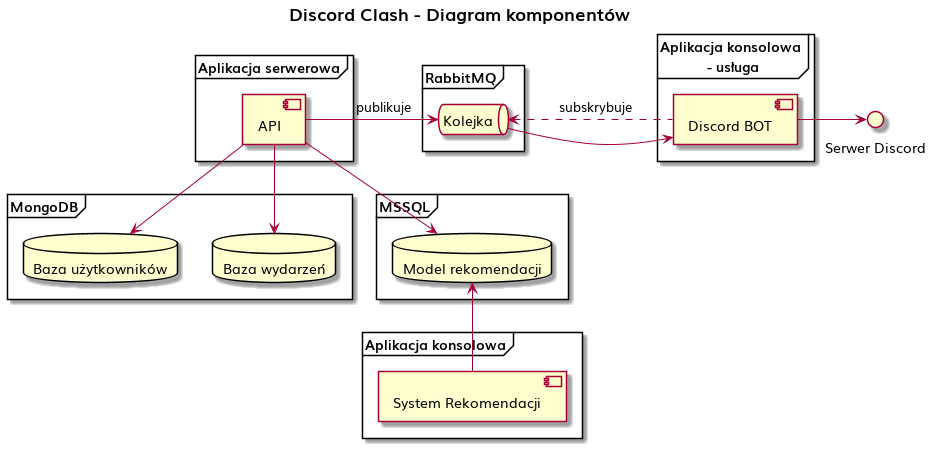 Discord Clash - Diagram komponentów
Aplikacja konsolowa
- usługa
Aplikacja serwerowa
RabbitMQ
publikuje
subskrybuje
API
Kolejka
Discord BOT
Serwer Discord
MongoDB
MSSQL
Baza użytkowników
Baza wydarzeń
Model rekomendacji
Aplikacja konsolowa
System Rekomendacji